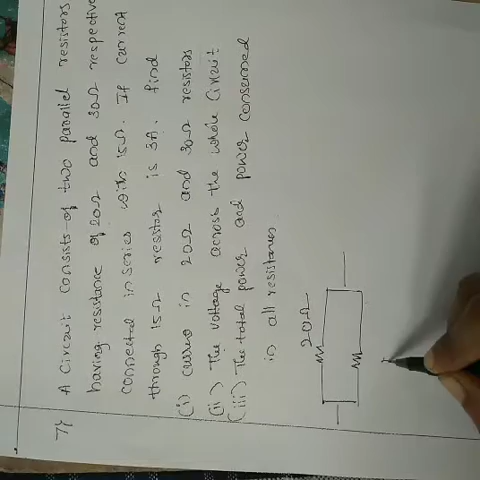 7} A Circuit consists of two parallel resistors
having resistance of 20Ω and 30Ω respective
connected in series with 15Ω. If current
through 15Ω resistor is 3A. find
(i) current in 20Ω and 30Ω resistors
(ii) The voltage across the whole Circuit
(iii) The total power and power consumed
in all resistances
20Ω